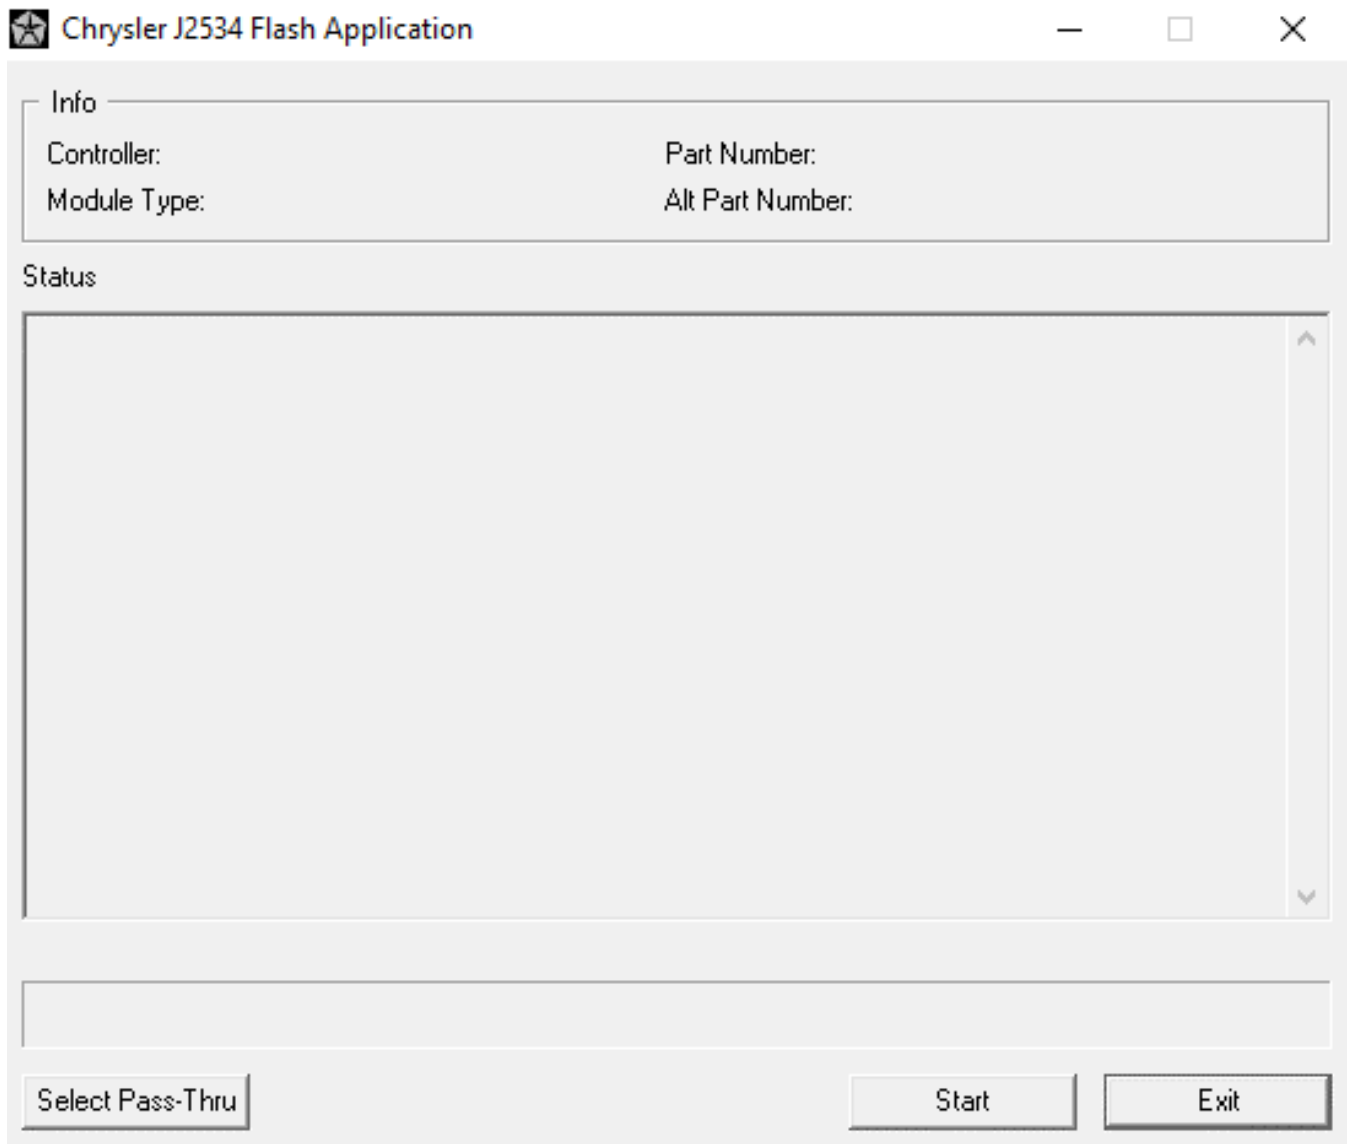 Chrysler J2534 Flash Application
Info
Controller:
Part Number:
Module Type:
Alt Part Number:
Status
Select Pass-Thru
Start
Exit